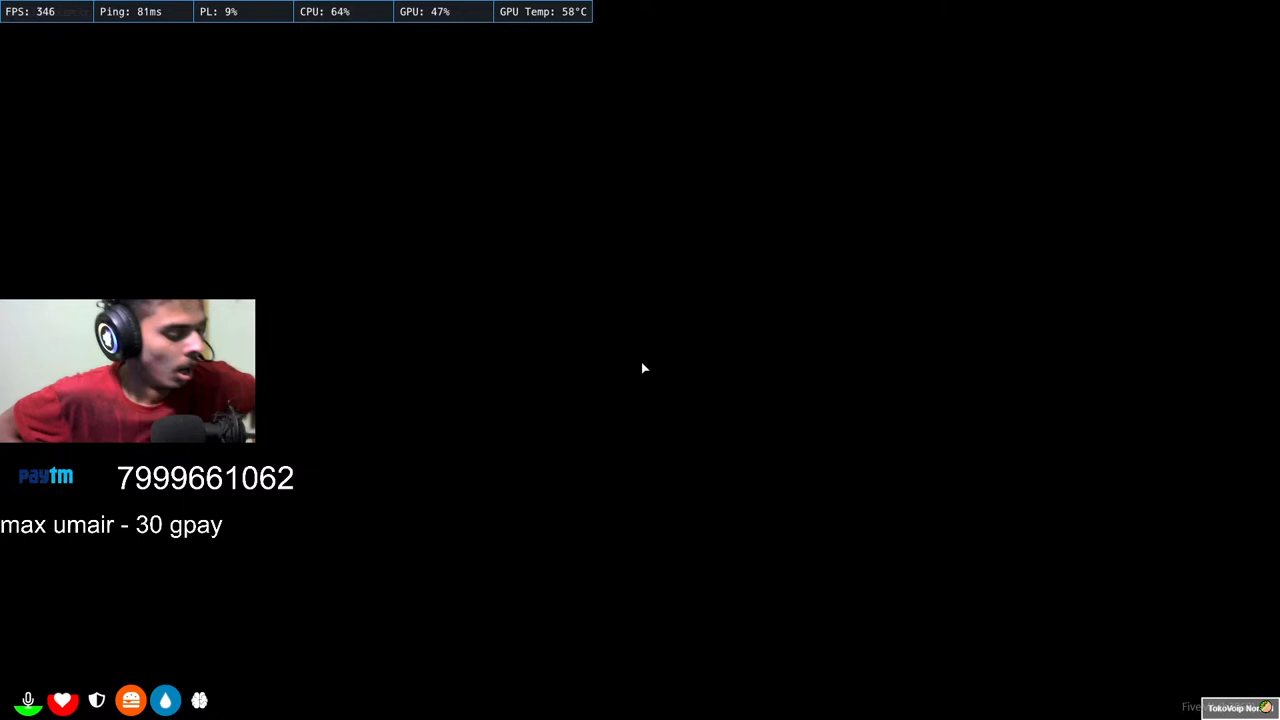 FPS: 346 Ping: 81ms PL: 9% CPU: 64% GPU: 47% GPU Temp: 58°C
paytm 7999661062
max umair - 30 gpay
TokoVoip